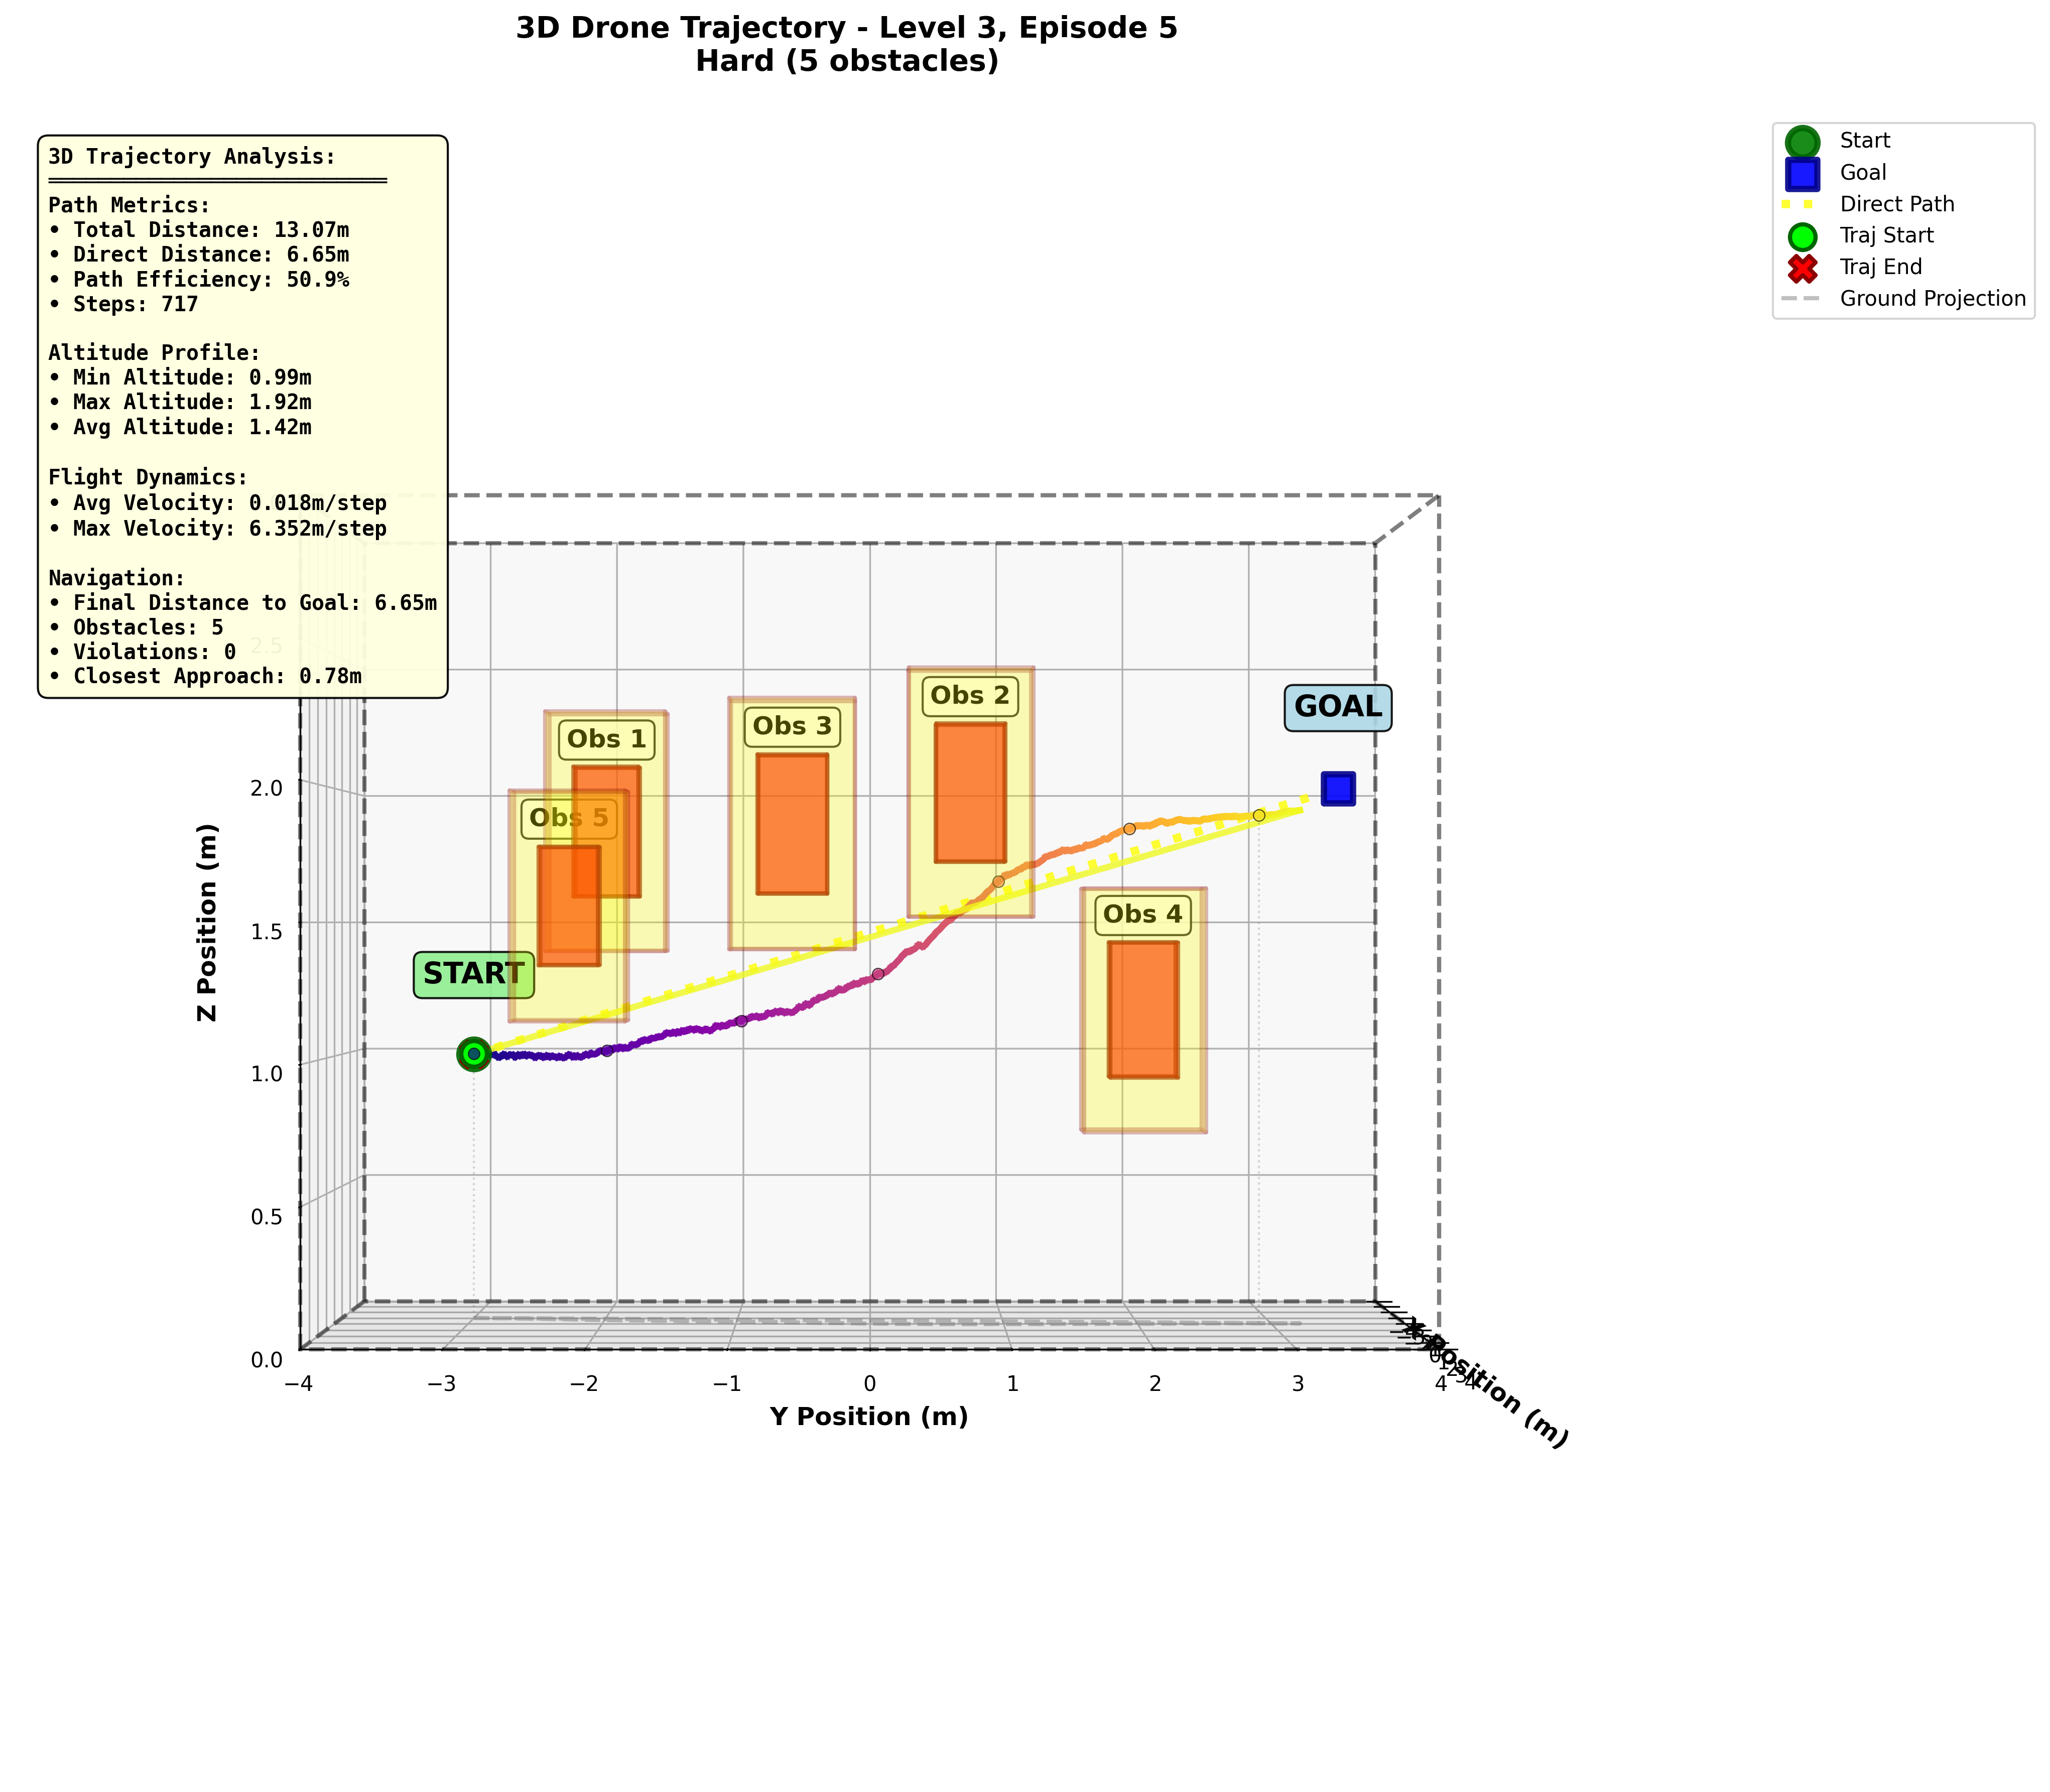 3D Drone Trajectory - Level 3, Episode 5
Hard (5 obstacles)
3D Trajectory Analysis:
Path Metrics:
• Total Distance: 13.07m
• Direct Distance: 6.65m
• Path Efficiency: 50.9%
• Steps: 717
Altitude Profile:
• Min Altitude: 0.99m
• Max Altitude: 1.92m
• Avg Altitude: 1.42m
Flight Dynamics:
• Avg Velocity: 0.018m/step
• Max Velocity: 6.352m/step
Navigation:
• Final Distance to Goal: 6.65m
• Obstacles: 5
• Violations: 0
• Closest Approach: 0.78m
Start
Goal
Direct Path
Traj Start
Traj End
Ground Projection
Obs 1
Obs 2
Obs 3
Obs 4
Obs 5
START
GOAL
Z Position (m)
2.5
2.0
1.5
1.0
0.5
0.0
−4
−3
−2
−1
0
1
2
3
4
Y Position (m)
X Position (m)